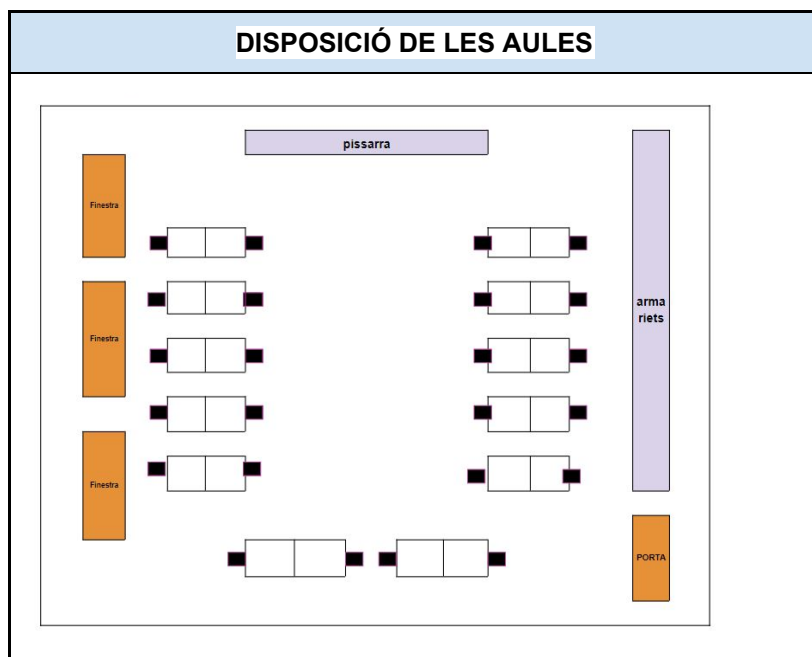 DISPOSICIÓ DE LES AULES
pissarra
Finestra
Finestra
arma
riets
Finestra
PORTA